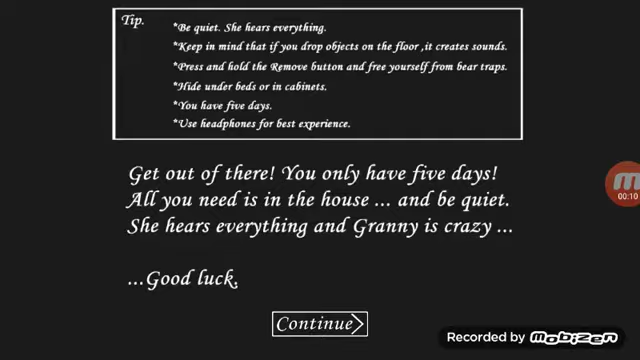 Tip.
*Be quiet. She hears everything.
*Keep in mind that if you drop objects on the floor ,it creates sounds.
*Press and hold the Remove button and free yourself from bear traps.
*Hide under beds or in cabinets.
*You have five days.
*Use headphones for best experience.
Get out of there! You only have five days!
All you need is in the house ... and be quiet.
She hears everything and Granny is crazy ...
...Good luck.
Continue
00:10
Recorded by mobizen